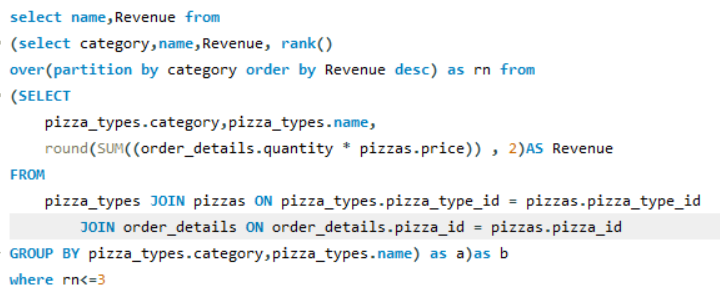 select name,Revenue from
(select category,name,Revenue, rank()
over(partition by category order by Revenue desc) as rn from
(SELECT
pizza_types.category,pizza_types.name,
round(SUM((order_details.quantity * pizzas.price)) , 2)AS Revenue
FROM
pizza_types JOIN pizzas ON pizza_types.pizza_type_id = pizzas.pizza_type_id
JOIN order_details ON order_details.pizza_id = pizzas.pizza_id
GROUP BY pizza_types.category,pizza_types.name) as a)as b
where rn<=3